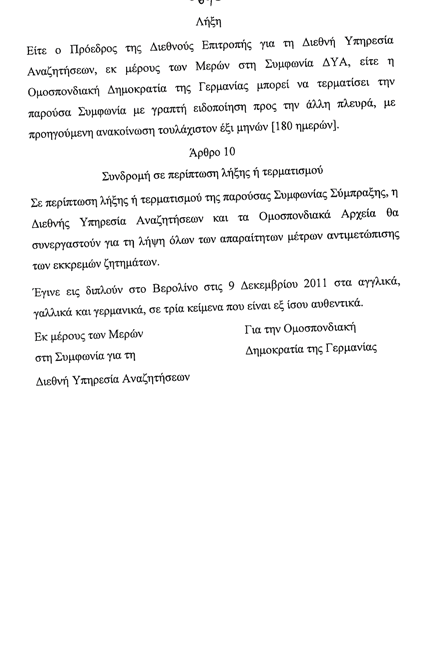 Λήξη
Είτε ο Πρόεδρος της Διεθνούς Επιτροπής για τη Διεθνή Υπηρεσία
Αναζητήσεων, εκ μέρους των Μερών στη Συμφωνία ΔΥΑ, είτε η
Ομοσπονδιακή Δημοκρατία της Γερμανίας μπορεί να τερματίσει την
παρούσα Συμφωνία με γραπτή ειδοποίηση προς την άλλη πλευρά, με
προηγούμενη ανακοίνωση τουλάχιστον έξι μηνών [180 ημερών].
Άρθρο 10
Συνδρομή σε περίπτωση λήξης ή τερματισμού
Σε περίπτωση λήξης ή τερματισμού της παρούσας Συμφωνίας Σύμπραξης, η
Διεθνής Υπηρεσία Αναζητήσεων και τα Ομοσπονδιακά Αρχεία θα
συνεργαστούν για τη λήψη όλων των απαραίτητων μέτρων αντιμετώπισης
των εκκρεμών ζητημάτων.
Έγινε εις διπλούν στο Βερολίνο στις 9 Δεκεμβρίου 2011 στα αγγλικά,
γαλλικά και γερμανικά, σε τρία κείμενα που είναι εξ ίσου αυθεντικά.
Εκ μέρους των Μερών
στη Συμφωνία για τη
Διεθνή Υπηρεσία Αναζητήσεων
Για την Ομοσπονδιακή
Δημοκρατία της Γερμανίας